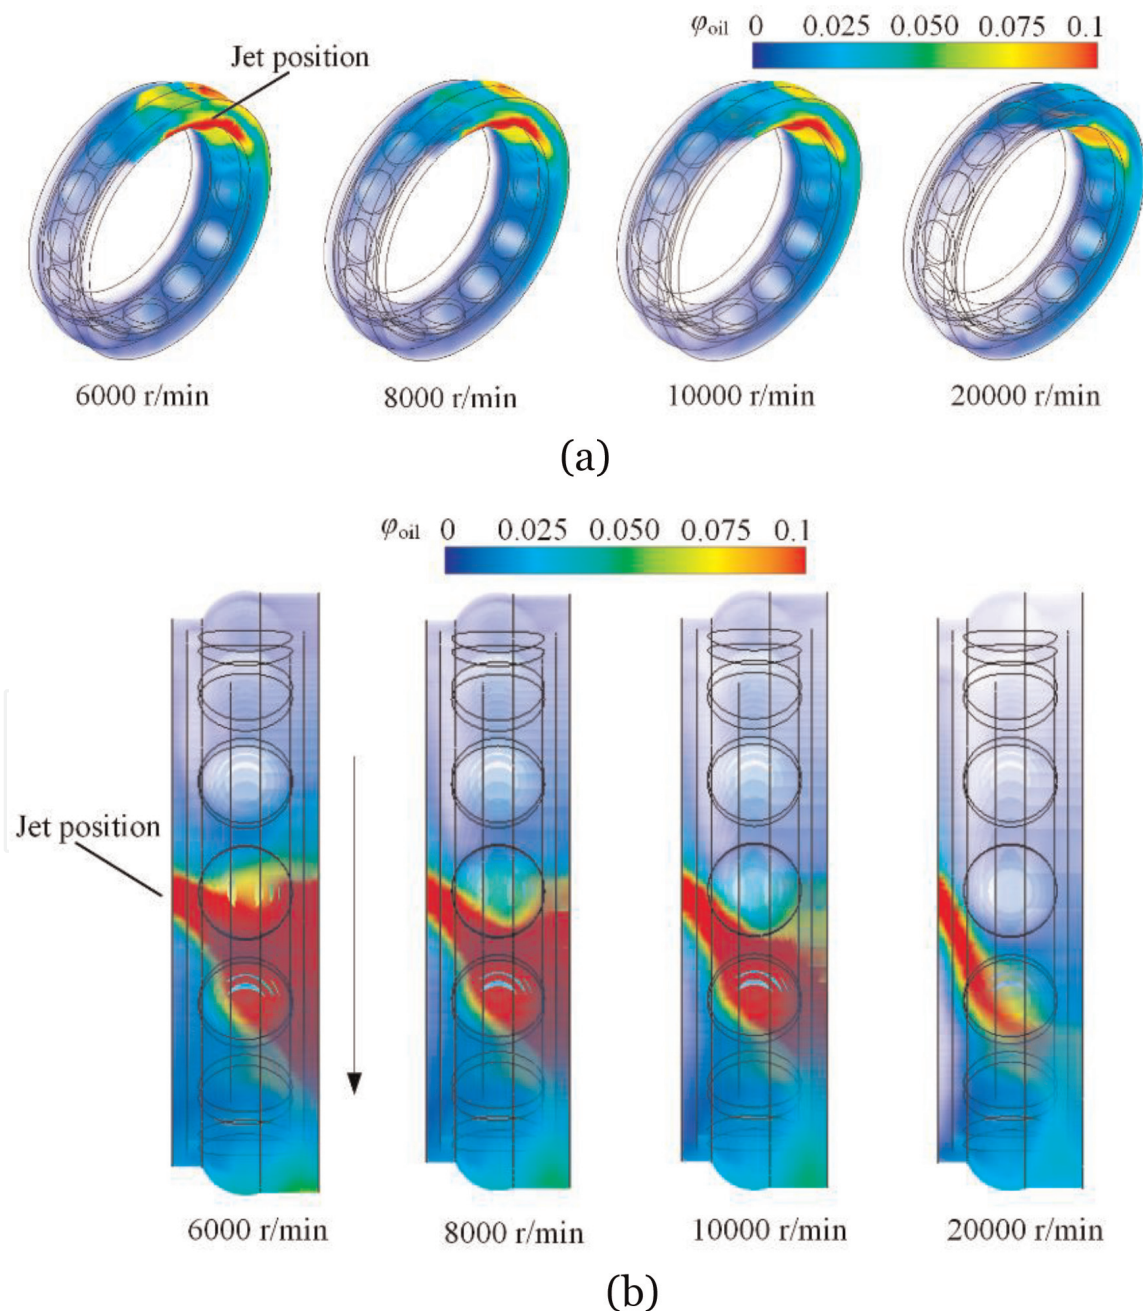 φoil 0 0.025 0.050 0.075 0.1
Jet position
6000 r/min 8000 r/min 10000 r/min 20000 r/min
(a)
φoil 0 0.025 0.050 0.075 0.1
Jet position
6000 r/min 8000 r/min 10000 r/min 20000 r/min
(b)